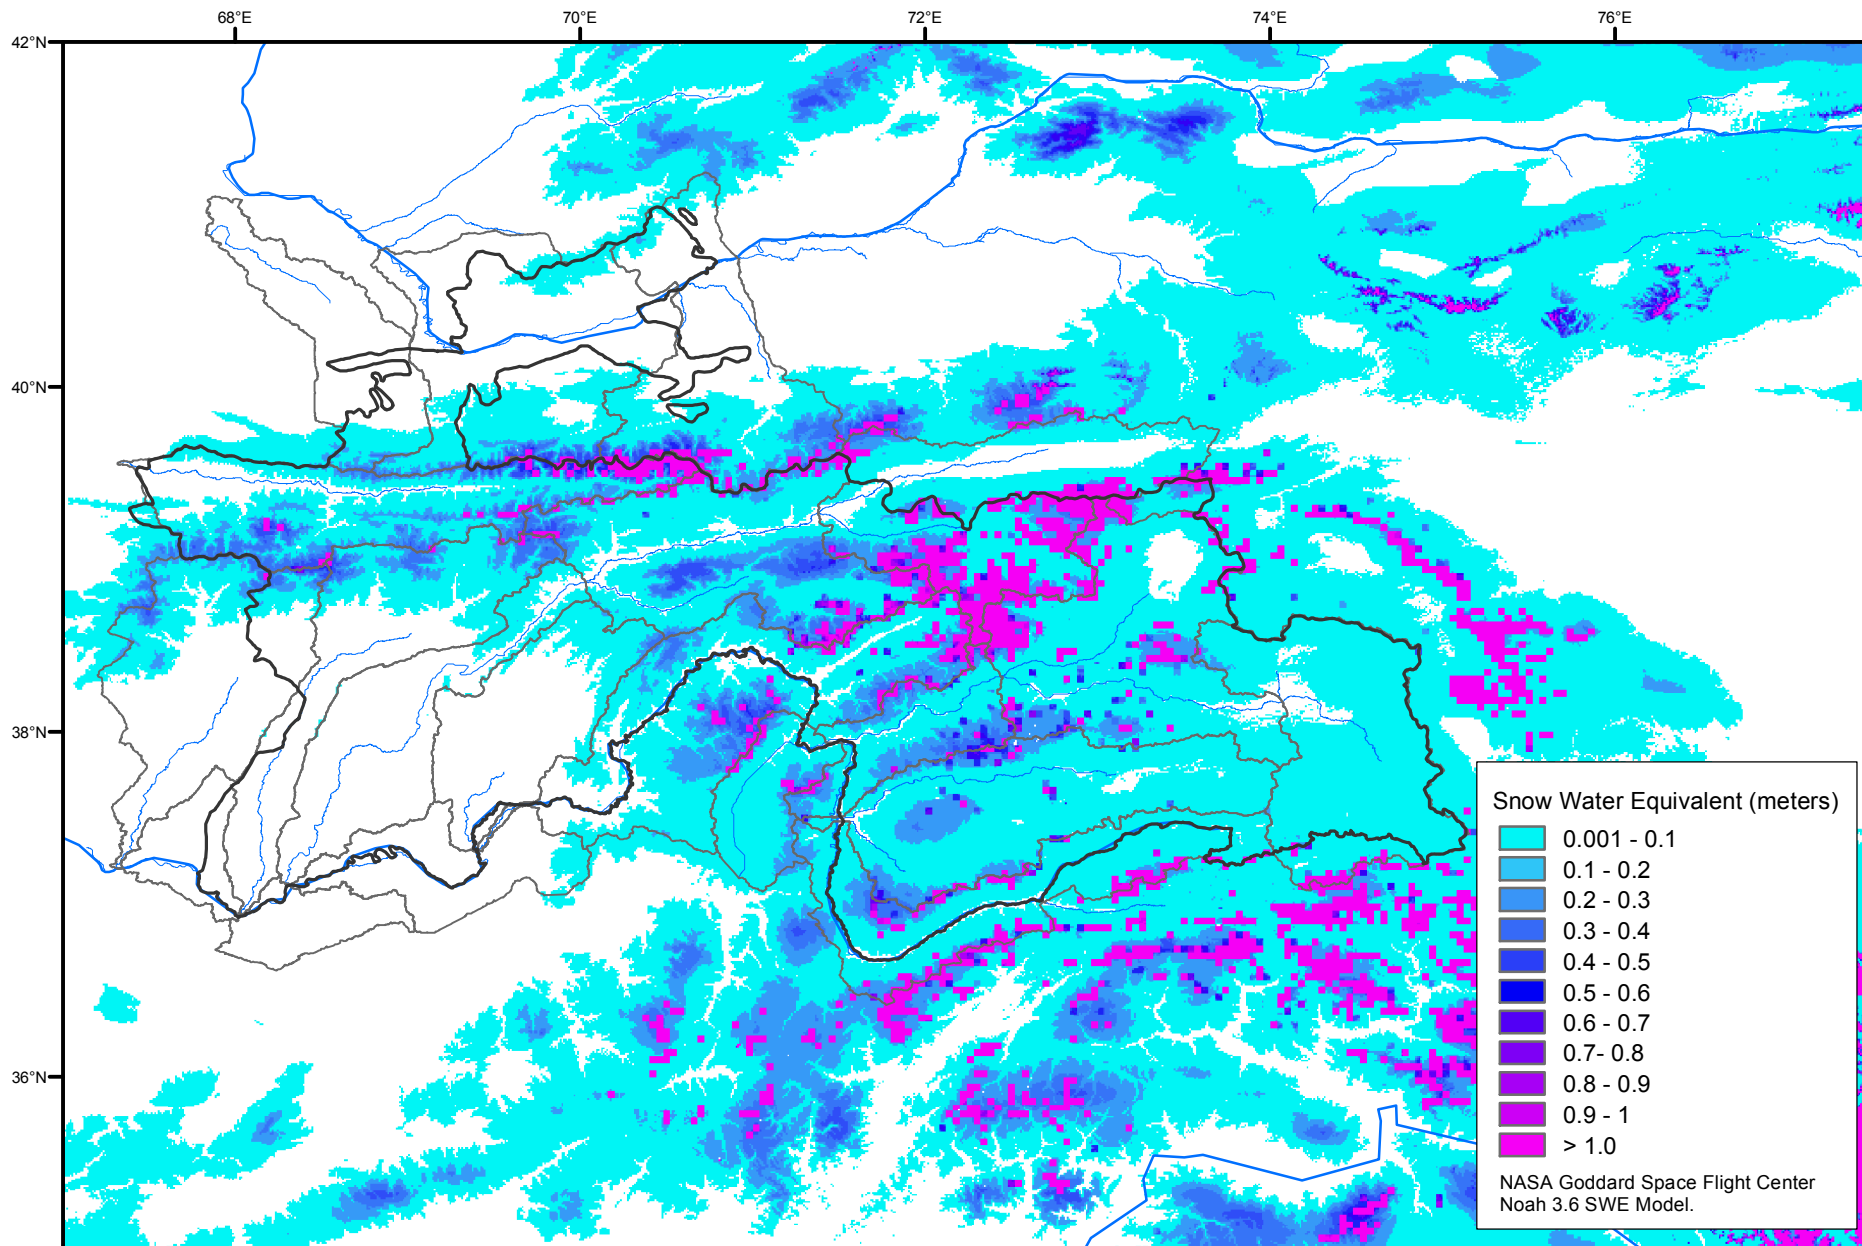 68°E
70°E
72°E
74°E
76°E
42°N
40°N
38°N
36°N
Snow Water Equivalent (meters)
0.001 - 0.1
0.1 - 0.2
0.2 - 0.3
0.3 - 0.4
0.4 - 0.5
0.5 - 0.6
0.6 - 0.7
0.7- 0.8
0.8 - 0.9
0.9 - 1
> 1.0
NASA Goddard Space Flight Center
Noah 3.6 SWE Model.